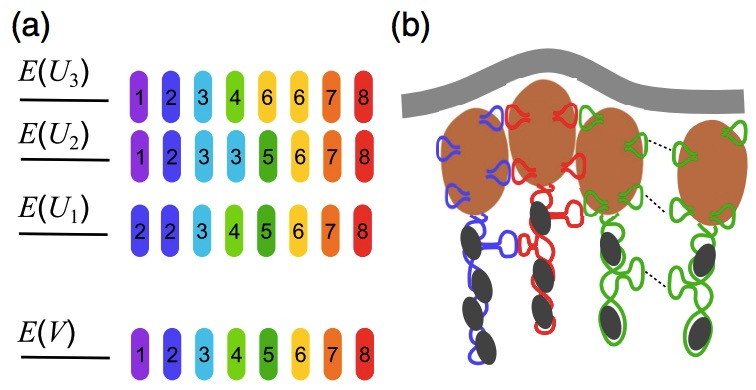 (a)
(b)
E(U₃) 1 2 3 4 6 6 7 8
E(U₂) 1 2 3 3 5 6 7 8
E(U₁) 2 2 3 4 5 6 7 8
E(V) 1 2 3 4 5 6 7 8